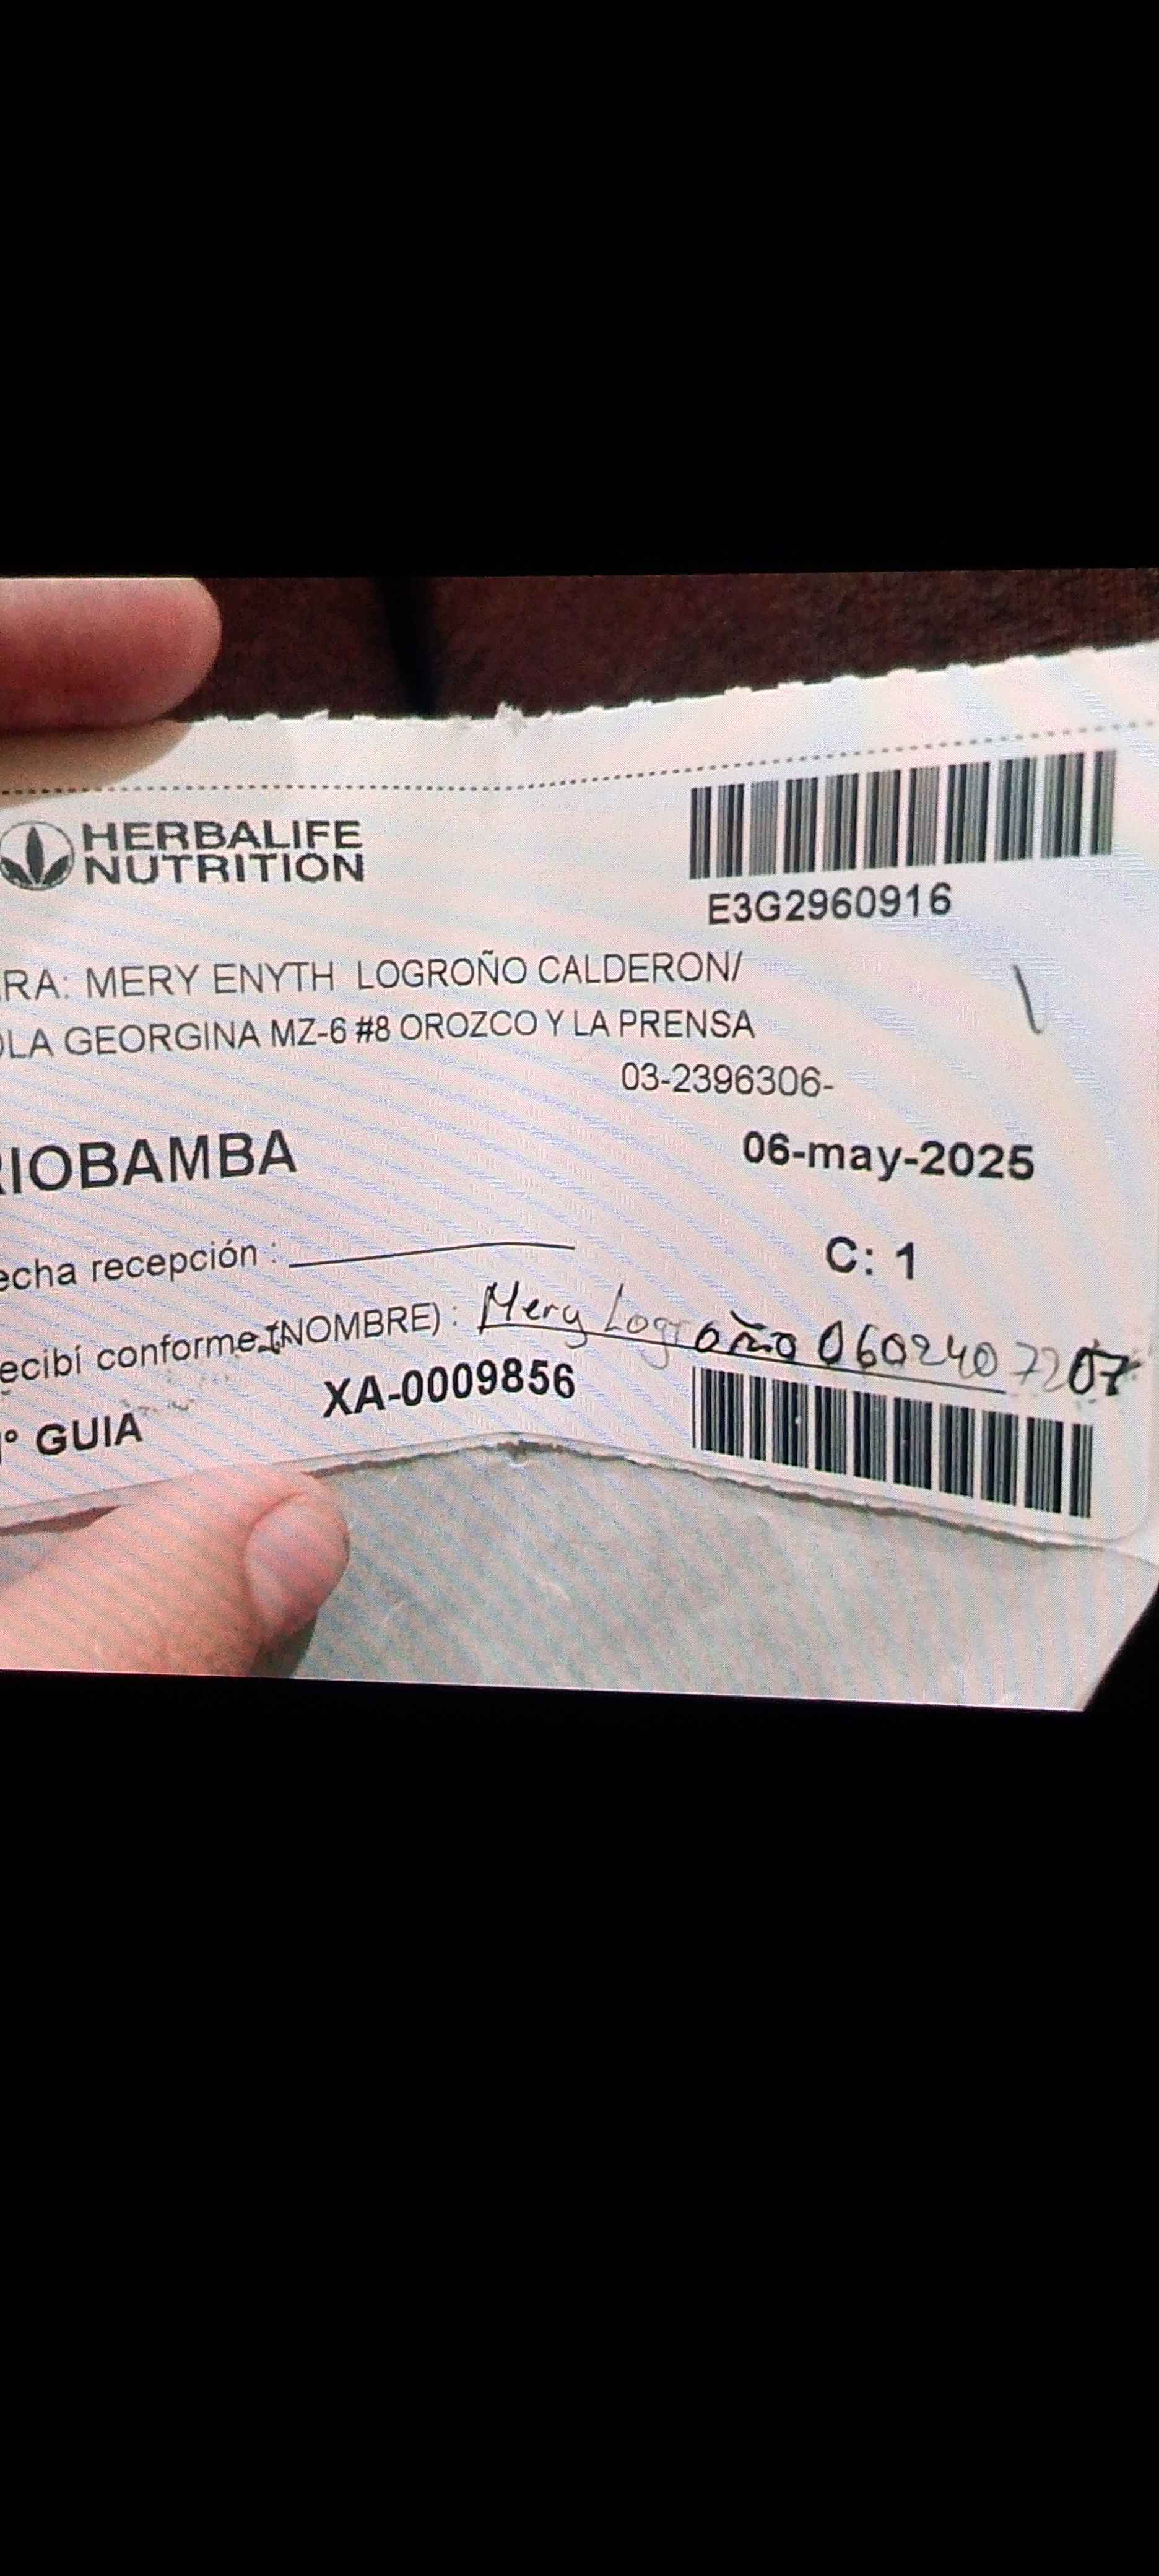 HERBALIFE
NUTRITION
E3G2960916
RA: MERY ENYTH LOGROÑO CALDERON/
LA GEORGINA MZ-6 #8 OROZCO Y LA PRENSA
03-2396306-
RIOBAMBA
06-may-2025
echa recepción :
C: 1
ecibí conforme (NOMBRE) : Mery Logroño 0602407207
° GUIA XA-0009856